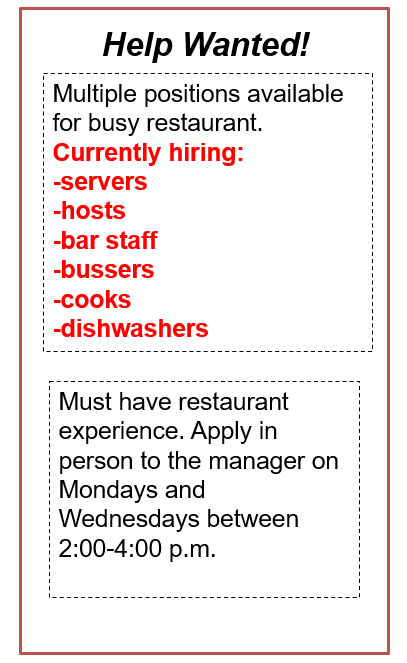 Help Wanted!
Multiple positions available
for busy restaurant.
Currently hiring:
-servers
-hosts
-bar staff
-bussers
-cooks
-dishwashers
Must have restaurant
experience. Apply in
person to the manager on
Mondays and
Wednesdays between
2:00-4:00 p.m.